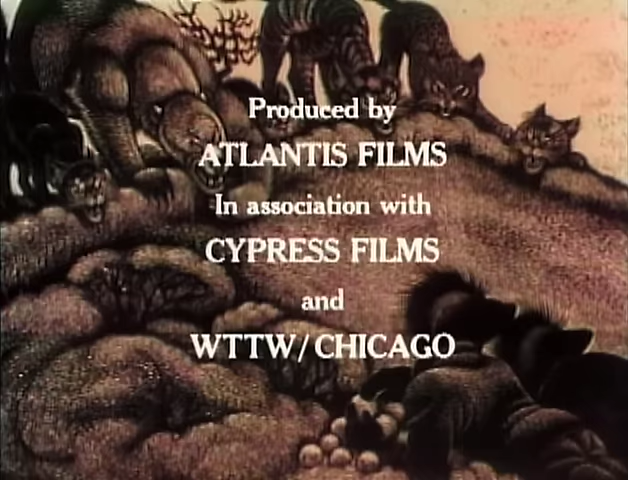 Produced by
ATLANTIS FILMS
In association with
CYPRESS FILMS
and
WTTW/CHICAGO